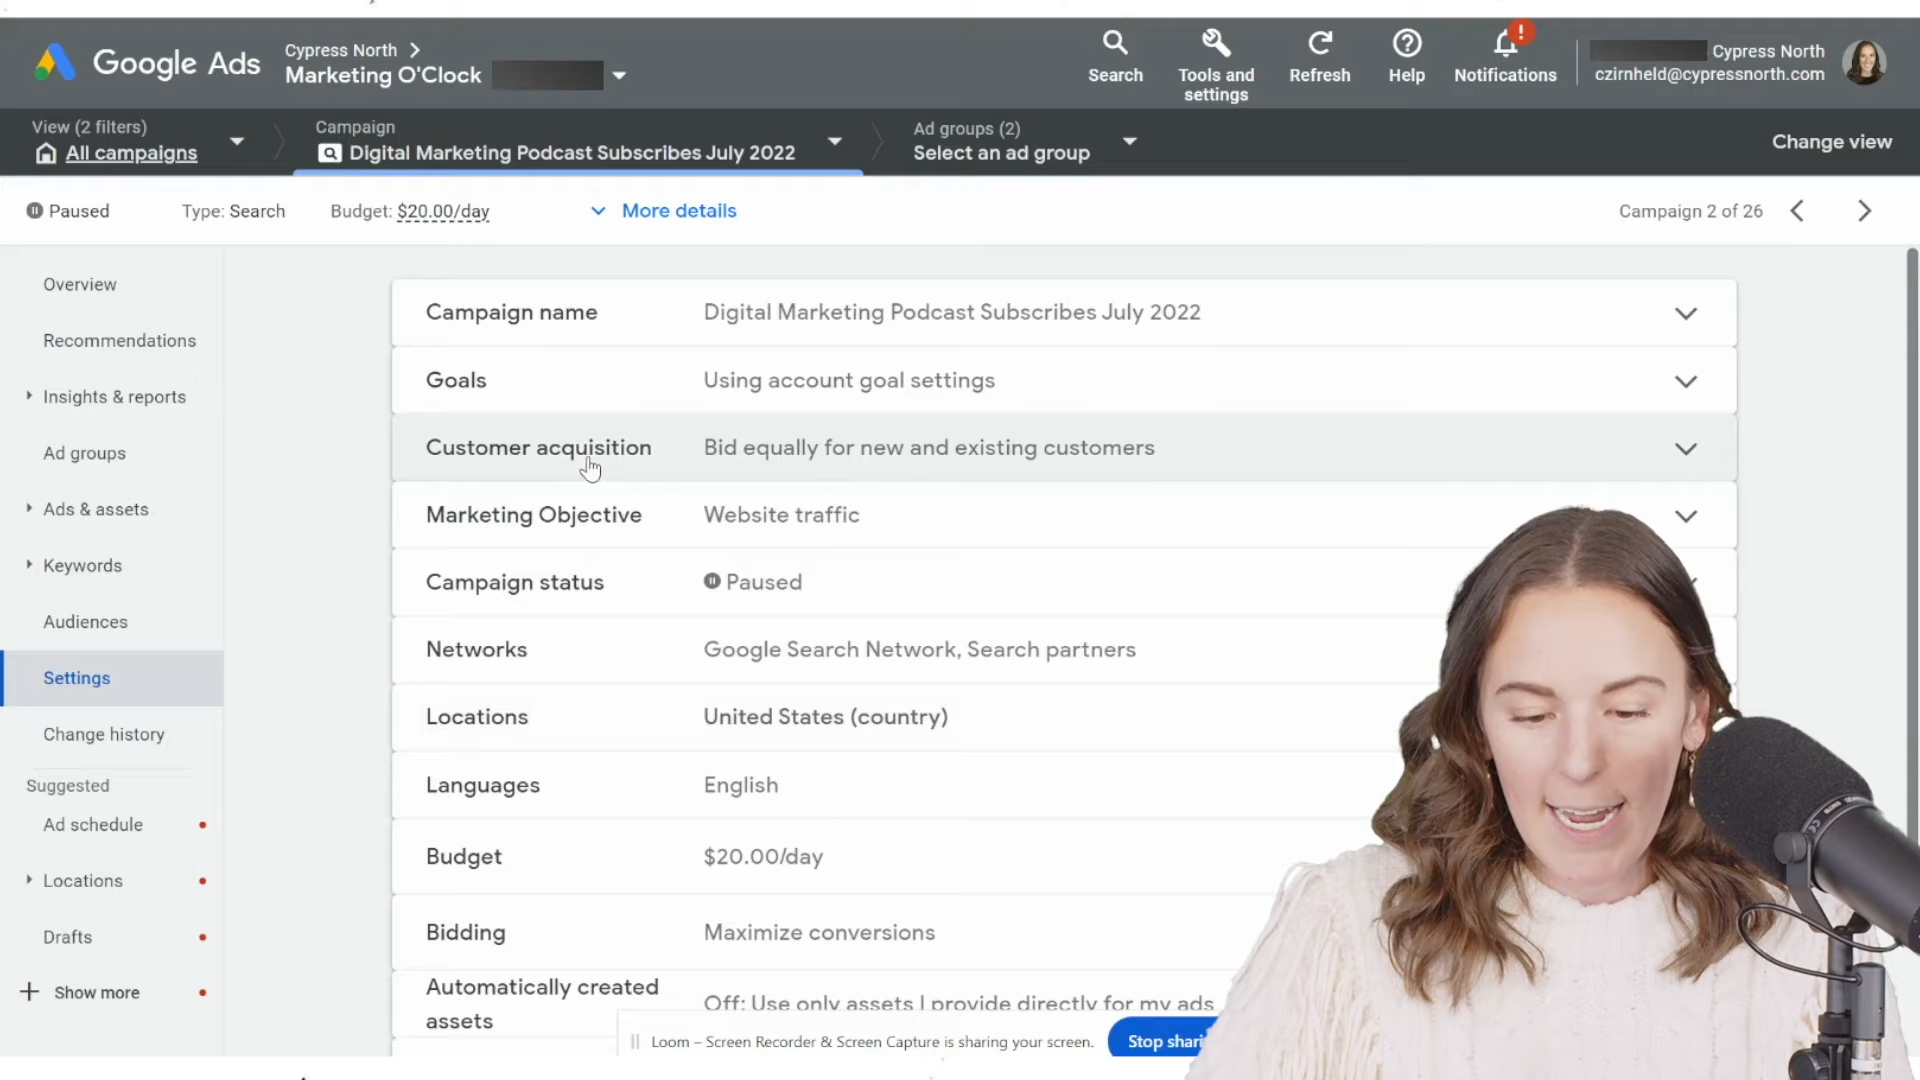 Google Ads
Cypress North
Marketing O'Clock
Search
Tools and
settings
Refresh
Help
!
Notifications
Cypress North
czirnheld@cypressnorth.com
View (2 filters)
All campaigns
Campaign
Digital Marketing Podcast Subscribes July 2022
Ad groups (2)
Select an ad group
Change view
Paused
Type: Search
Budget: $20.00/day
More details
Campaign 2 of 26
Overview
Recommendations
Insights & reports
Ad groups
Ads & assets
Keywords
Audiences
Settings
Change history
Suggested
Ad schedule
Locations
Drafts
Show more
Campaign name Digital Marketing Podcast Subscribes July 2022
Goals Using account goal settings
Customer acquisition Bid equally for new and existing customers
Marketing Objective Website traffic
Campaign status Paused
Networks Google Search Network, Search partners
Locations United States (country)
Languages English
Budget $20.00/day
Bidding Maximize conversions
Automatically created
assets
Off: Use only assets I provide directly for my ads
Loom – Screen Recorder & Screen Capture is sharing your screen.
Stop shari